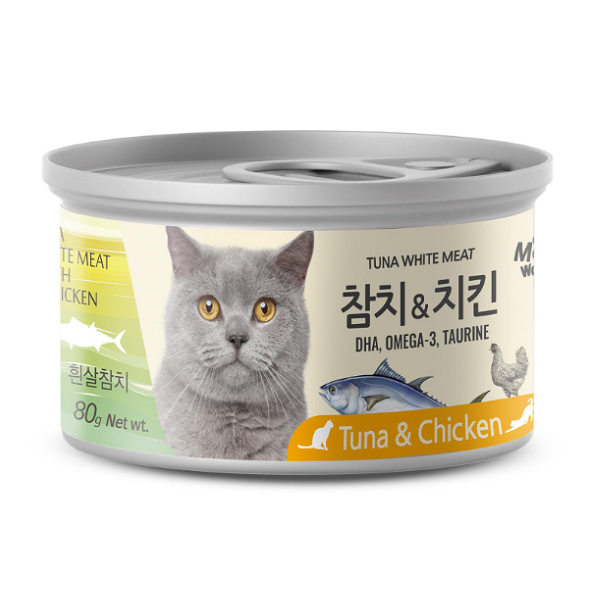 MEAT
흰살참치
80g Net wt.
TUNA WHITE MEAT
참치&치킨
DHA, OMEGA-3, TAURINE
Tuna & Chicken